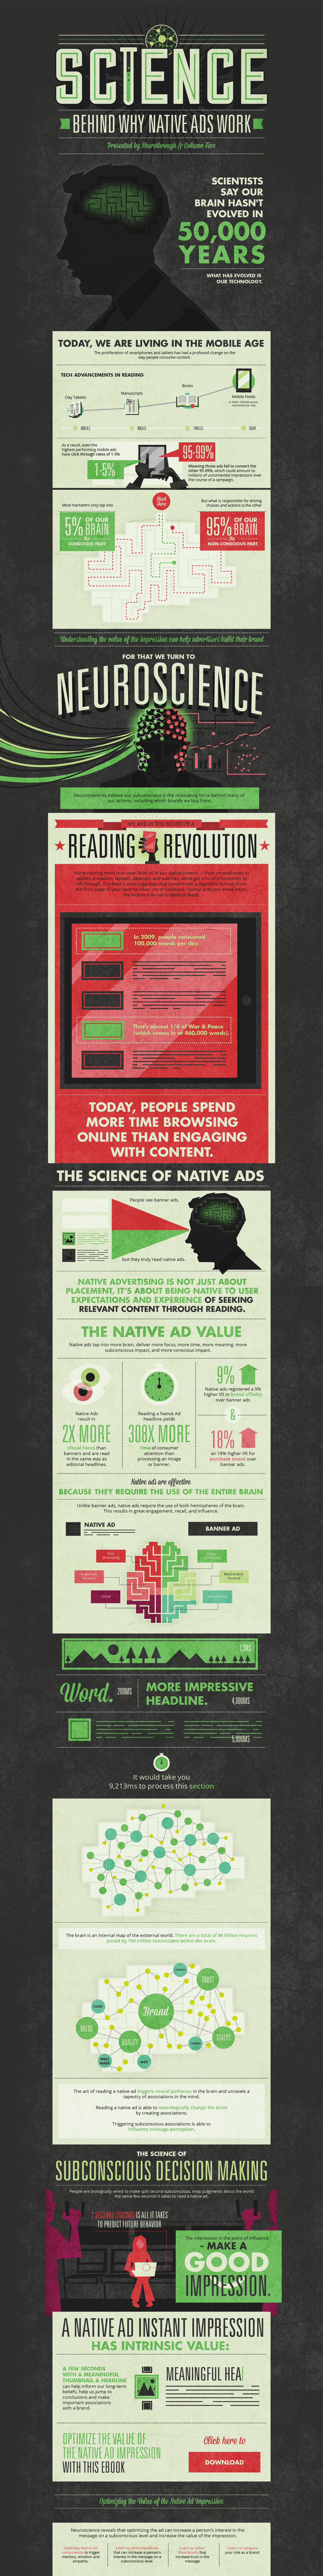 SCIENCE
BEHIND WHY NATIVE ADS WORK
Presented by Sharethrough & Column Five
SCIENTISTS
SAY OUR
BRAIN HASN'T
EVOLVED IN
50,000
YEARS
WHAT HAS EVOLVED IS
OUR TECHNOLOGY.
TODAY, WE ARE LIVING IN THE MOBILE AGE
The proliferation of smartphones and tablets has had a profound change on the
way people consume content.
TECH ADVANCEMENTS IN READING
Clay Tablets
Manuscripts
Books
Mobile Feeds
As a result, even the
highest performing mobile ads
have click through rates of 1-5%
1-5%
95-99%
Meaning those ads fail to convert the
other 95-99%, which could amount to
millions of unconverted impressions over
the course of a campaign.
Most marketers only tap into
5% OF OUR
BRAIN
the
CONSCIOUS PART
Start
Here
But what is responsible for driving
choices and actions is the other
95% OF OUR
BRAIN
the
NON-CONSCIOUS PART
Understanding the value of the impression can help advertisers build their brand
FOR THAT WE TURN TO
NEUROSCIENCE
Neuroscientists believe our subconscious is the motivating force behind many of
our actions, including which brands we buy from.
WE ARE IN THE MIDST OF A
READING REVOLUTION
In 2009, people consumed
100,000 words per day.
That's almost 1/4 of War & Peace
(which comes in at 460,000 words).
TODAY, PEOPLE SPEND
MORE TIME BROWSING
ONLINE THAN ENGAGING
WITH CONTENT.
THE SCIENCE OF NATIVE ADS
People see banner ads,
but they truly read native ads.
NATIVE ADVERTISING IS NOT JUST ABOUT
PLACEMENT, IT'S ABOUT BEING NATIVE TO USER
EXPECTATIONS AND EXPERIENCE OF SEEKING
RELEVANT CONTENT THROUGH READING.
THE NATIVE AD VALUE
Native ads tap into more brain, deliver more focus, more time, more meaning, more
subconscious impact, and more conscious impact.
Native Ads
result in
2X MORE
Visual Focus than
banners and are read
in the same way as
editorial headlines.
Reading a Native Ad
headline yields
308X MORE
time of consumer
attention than
processing an image
or banner.
9%
Native ads registered a 9%
higher lift in brand affinity
over banner ads
&
18%
an 18% higher lift for
purchase intent over
banner ads.
Native ads are effective
BECAUSE THEY REQUIRE THE USE OF THE ENTIRE BRAIN
Unlike banner ads, native ads require the use of both hemispheres of the brain.
This results in great engagement, recall, and influence.
NATIVE AD
BANNER AD
13MS
Word. 200MS
MORE IMPRESSIVE
HEADLINE. 4,000MS
5,000MS
It would take you
9,213ms to process this section
The brain is an internal map of the external world. There are a total of 86 billion neurons
joined by 100 trillion connections within the brain.
TRUST
COST
Brand
VALUE
QUALITY
STATUS
WELL
MADE
AGE
The act of reading a native ad triggers neural pathways in the brain and unravels a
tapestry of associations in the mind.
Reading a native ad is able to neurologically change the brain
by creating associations.
Triggering subconscious associations is able to
influence message perception.
THE SCIENCE OF
SUBCONSCIOUS DECISION MAKING
People are biologically wired to make split second subconscious, snap judgments about the world
the same few seconds it takes to read a native ad.
IS ALL IT TAKES
TO PREDICT FUTURE BEHAVIOR
The impression is the point of influence
- MAKE A
GOOD
IMPRESSION.
A NATIVE AD INSTANT IMPRESSION
HAS INTRINSIC VALUE:
A FEW SECONDS
WITH A MEANINGFUL
THUMBNAIL & HEADLINE
can help inform our long-term
beliefs, help us jump to
conclusions and make
important associations
with a brand.
MEANINGFUL HEA
OPTIMIZE THE VALUE OF
THE NATIVE AD IMPRESSION
WITH THIS EBOOK
Click here to
DOWNLOAD
Optimizing the Value of the Native Ad Impression
Neuroscience reveals that optimizing the ad can increase a person's interest in the
message on a subconscious level and increase the value of the impression.